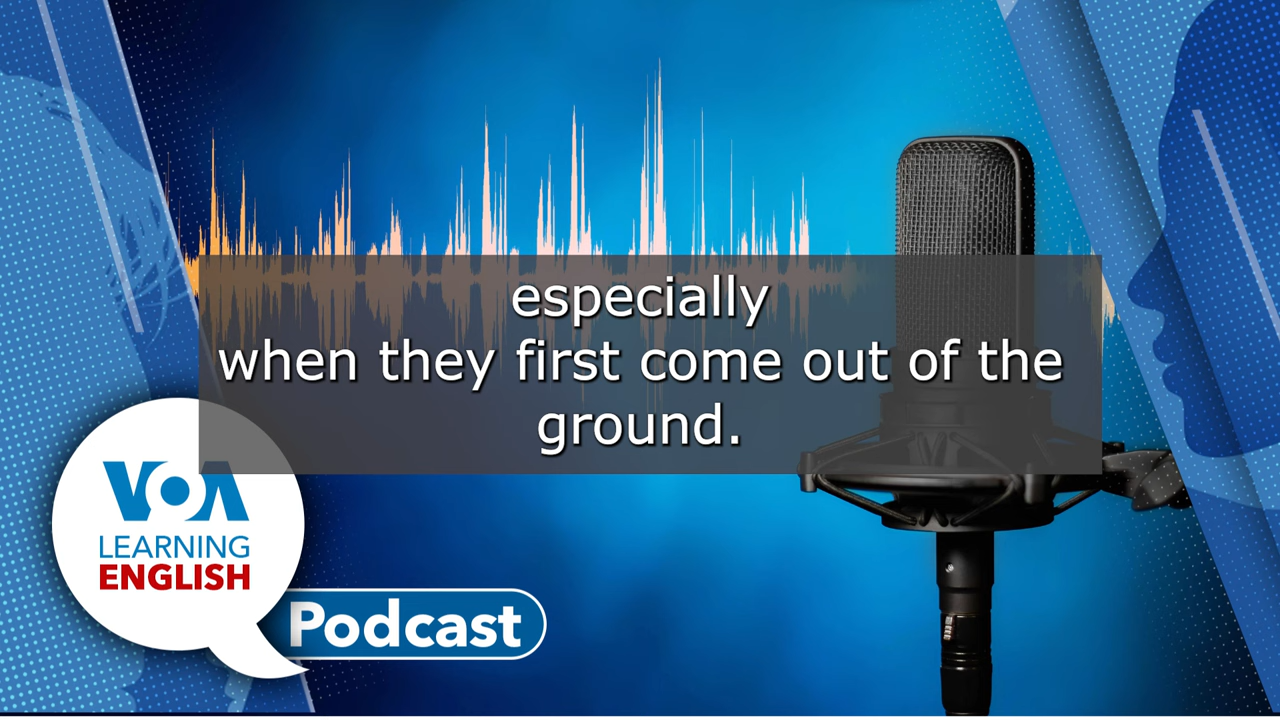 especially
when they first come out of the
ground.
VOA
LEARNING
ENGLISH
Podcast